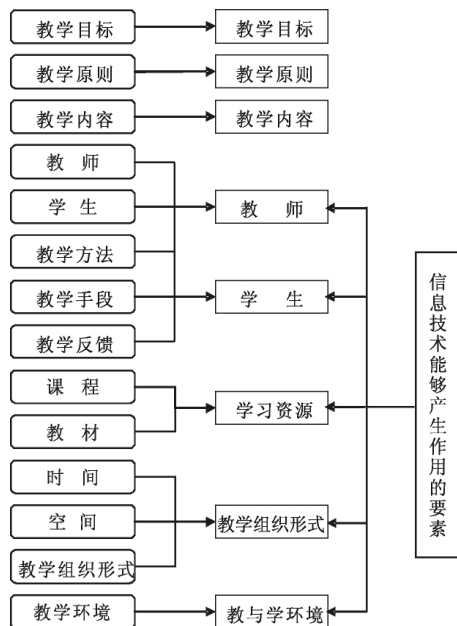 教学目标
教学目标
教学原则
教学原则
教学内容
教学内容
教 师
学 生
教 师
教学方法
教学手段
学 生
教学反馈
课 程
学习资源
教 材
时 间
空 间
教学组织形式
教学组织形式
教学环境
教与学环境
信息技术能够产生作用的要素